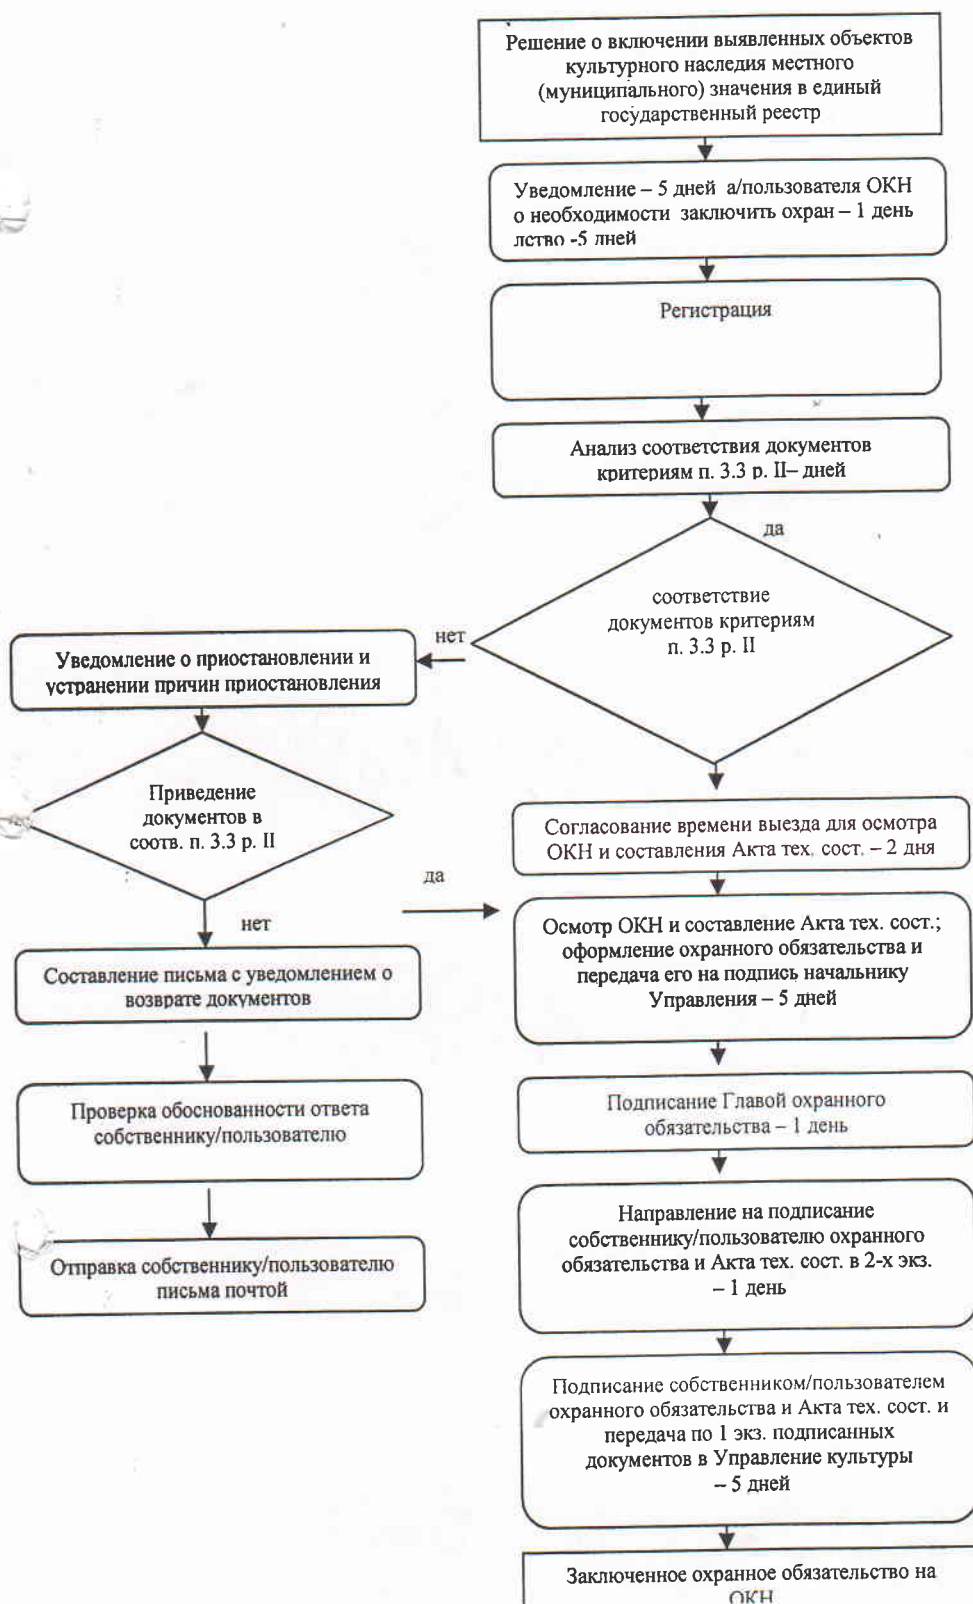 Решение о включении выявленных объектов
культурного наследия местного
(муниципального) значения в единый
государственный реестр
Уведомление – 5 дней а/пользователя ОКН
о необходимости заключить охран – 1 день
лство -5 дней
Регистрация
Анализ соответствия документов
критериям п. 3.3 р. II– дней
да
соответствие
документов критериям
п. 3.3 р. II
нет
Уведомление о приостановлении и
устранении причин приостановления
Приведение
документов в
соотв. п. 3.3 р. II
Согласование времени выезда для осмотра
ОКН и составления Акта тех. сост. – 2 дня
да
нет
Осмотр ОКН и составление Акта тех. сост.;
оформление охранного обязательства и
передача его на подпись начальнику
Управления – 5 дней
Составление письма с уведомлением о
возврате документов
Проверка обоснованности ответа
собственнику/пользователю
Подписание Главой охранного
обязательства – 1 день
Отправка собственнику/пользователю
письма почтой
Направление на подписание
собственнику/пользователю охранного
обязательства и Акта тех. сост. в 2-х экз.
– 1 день
Подписание собственником/пользователем
охранного обязательства и Акта тех. сост. и
передача по 1 экз. подписанных
документов в Управление культуры
– 5 дней
Заключенное охранное обязательство на
ОКН